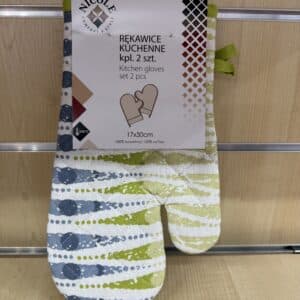 NICOLE
RĘKAWICE
KUCHENNE
kpl. 2 szt.
Kitchen gloves
set 2 pcs.
17x30cm